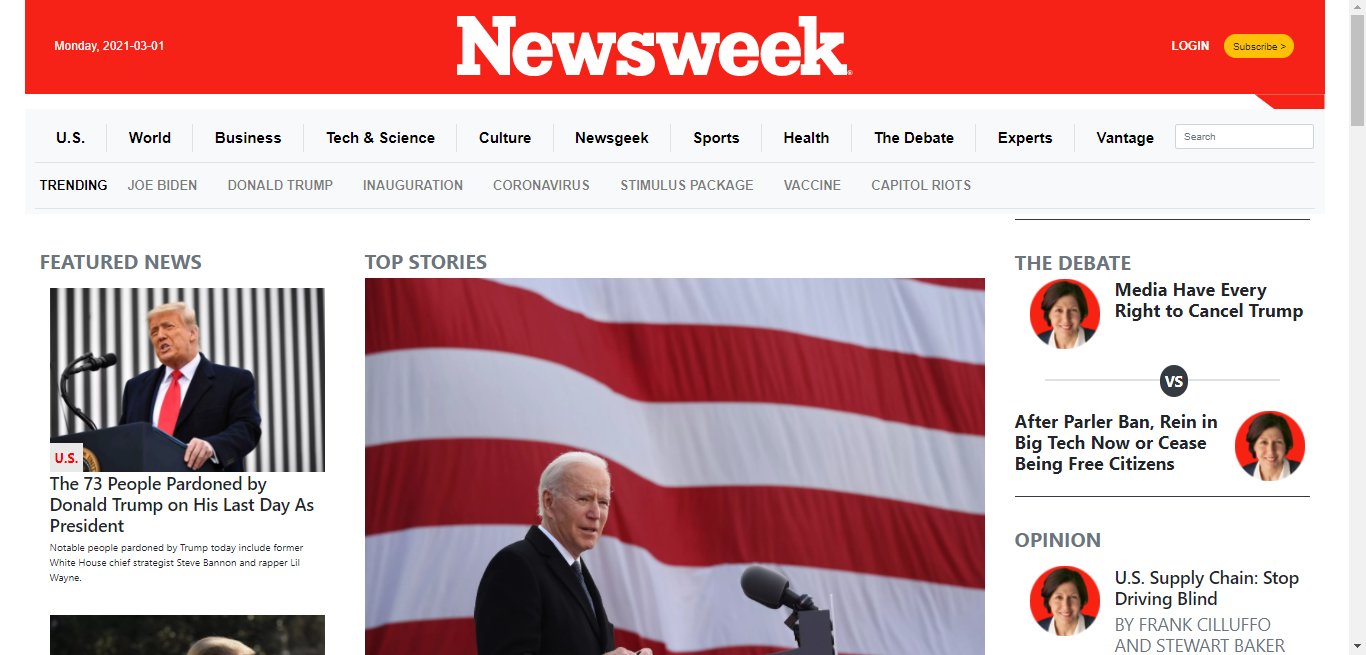 Monday, 2021-03-01
Newsweek
LOGIN
Subscribe >
U.S.
World
Business
Tech & Science
Culture
Newsgeek
Sports
Health
The Debate
Experts
Vantage
Search
TRENDING
JOE BIDEN
DONALD TRUMP
INAUGURATION
CORONAVIRUS
STIMULUS PACKAGE
VACCINE
CAPITOL RIOTS
FEATURED NEWS
U.S.
The 73 People Pardoned by
Donald Trump on His Last Day As
President
Notable people pardoned by Trump today include former
White House chief strategist Steve Bannon and rapper Lil
Wayne.
TOP STORIES
THE DEBATE
Media Have Every
Right to Cancel Trump
VS
After Parler Ban, Rein in
Big Tech Now or Cease
Being Free Citizens
OPINION
U.S. Supply Chain: Stop
Driving Blind
BY FRANK CILLUFFO
AND STEWART BAKER